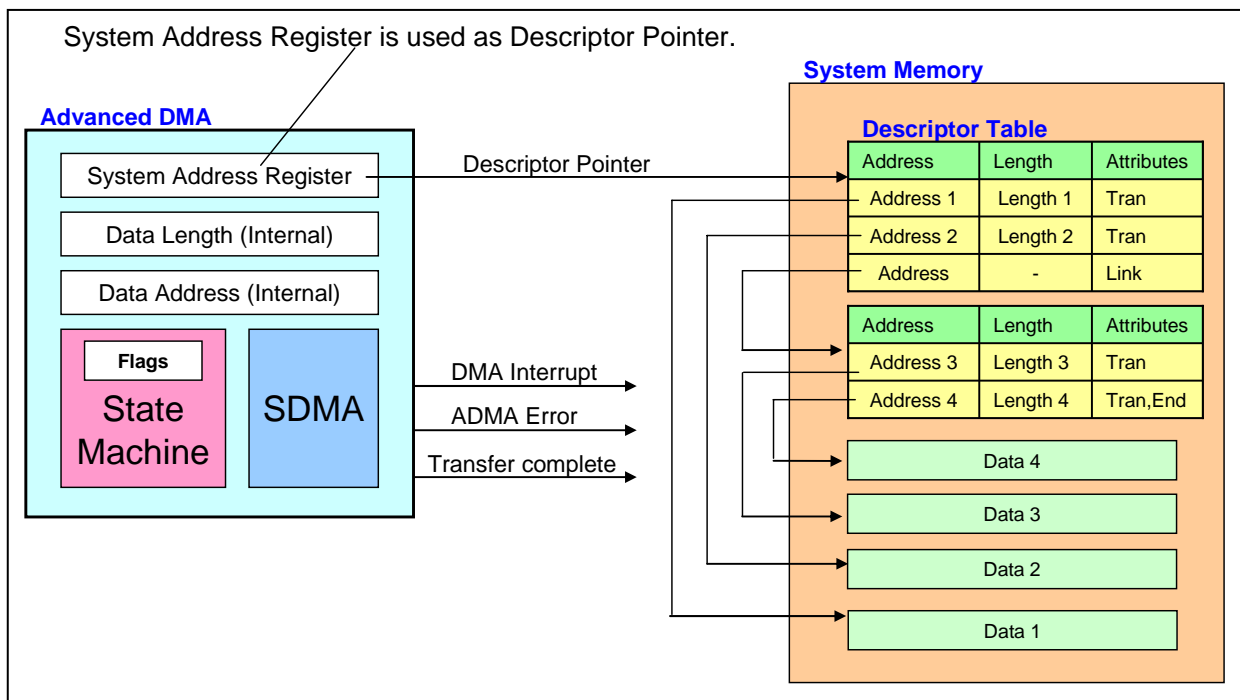 System Address Register is used as Descriptor Pointer.
System Memory
Advanced DMA
Descriptor Table
System Address Register
Descriptor Pointer
Address Length Attributes
Address 1 Length 1 Tran
Data Length (Internal)
Address 2 Length 2 Tran
Data Address (Internal)
Address - Link
Address Length Attributes
Flags
State
Machine
SDMA
DMA Interrupt
Address 3 Length 3 Tran
ADMA Error
Address 4 Length 4 Tran,End
Transfer complete
Data 4
Data 3
Data 2
Data 1